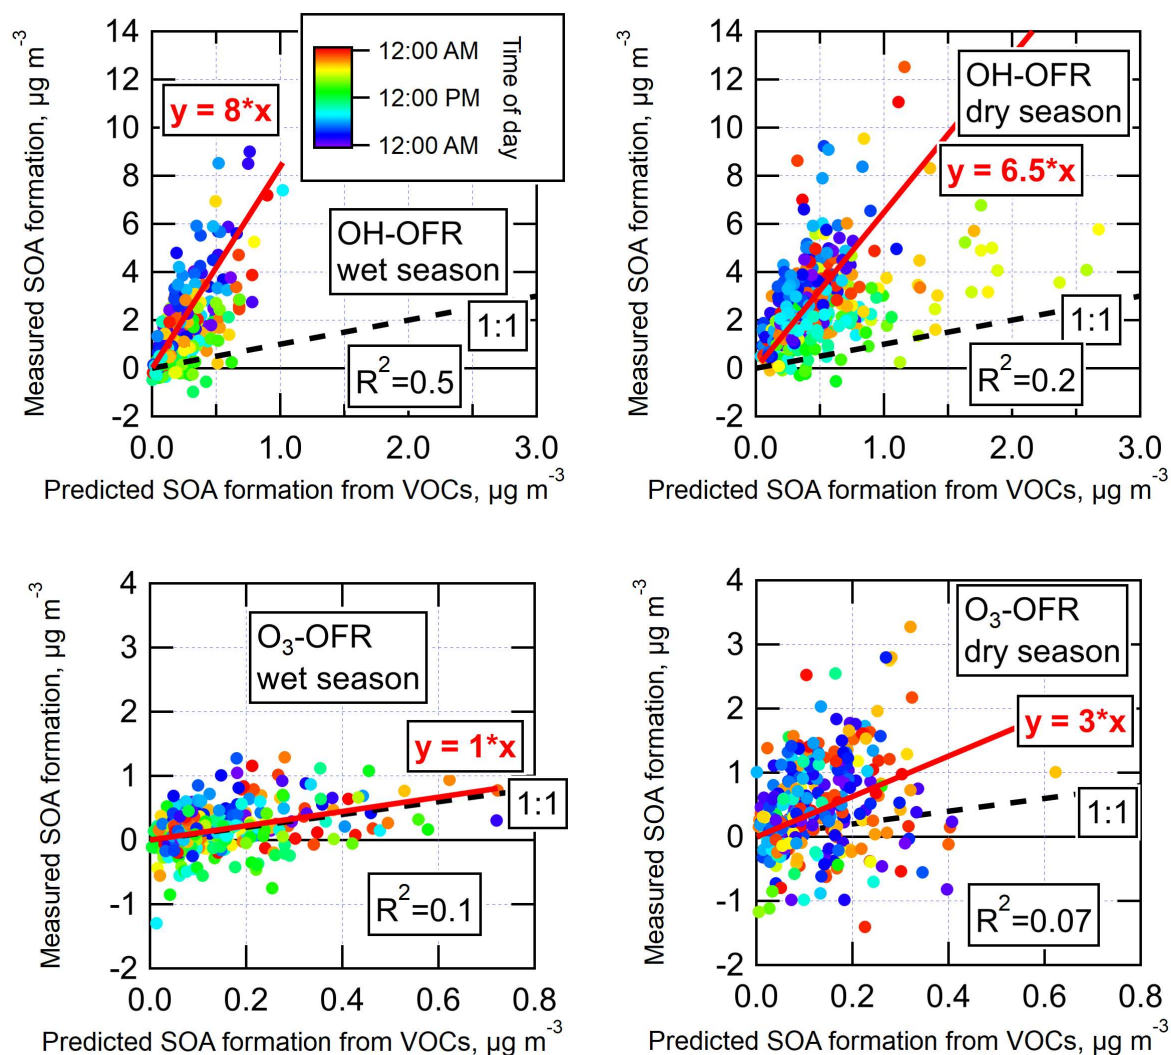 Measured SOA formation, µg m⁻³
14
12
10
8
6
4
2
0
-2
12:00 AM
12:00 PM
12:00 AM
Time of day
y = 8*x
OH-OFR
wet season
1:1
R²=0.5
0.0
1.0
2.0
3.0
Predicted SOA formation from VOCs, µg m⁻³
Measured SOA formation, µg m⁻³
14
12
10
8
6
4
2
0
-2
OH-OFR
dry season
y = 6.5*x
1:1
R²=0.2
0.0
1.0
2.0
3.0
Predicted SOA formation from VOCs, µg m⁻³
Measured SOA formation, µg m⁻³
4
3
2
1
0
-1
-2
O₃-OFR
wet season
y = 1*x
1:1
R²=0.1
0.0
0.2
0.4
0.6
0.8
Predicted SOA formation from VOCs, µg m⁻³
Measured SOA formation, µg m⁻³
4
3
2
1
0
-1
-2
O₃-OFR
dry season
y = 3*x
1:1
R²=0.07
0.0
0.2
0.4
0.6
0.8
Predicted SOA formation from VOCs, µg m⁻³